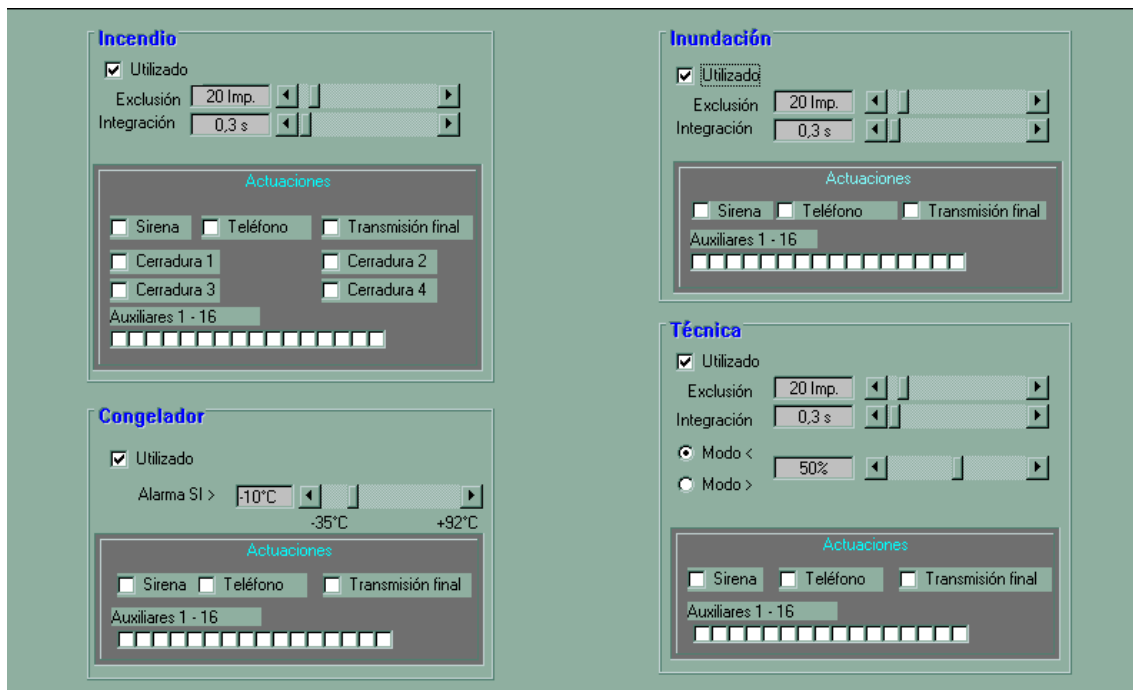 Incendio
Utilizado
Exclusión 20 Imp.
Integración 0,3 s
Actuaciones
Sirena Teléfono Transmisión final
Cerradura 1 Cerradura 2
Cerradura 3 Cerradura 4
Auxiliares 1 - 16
Congelador
Utilizado
Alarma SI > -10°C
-35°C +92°C
Actuaciones
Sirena Teléfono Transmisión final
Auxiliares 1 - 16
Inundación
Utilizado
Exclusión 20 Imp.
Integración 0,3 s
Actuaciones
Sirena Teléfono Transmisión final
Auxiliares 1 - 16
Técnica
Utilizado
Exclusión 20 Imp.
Integración 0,3 s
Modo <
50%
Modo >
Actuaciones
Sirena Teléfono Transmisión final
Auxiliares 1 - 16